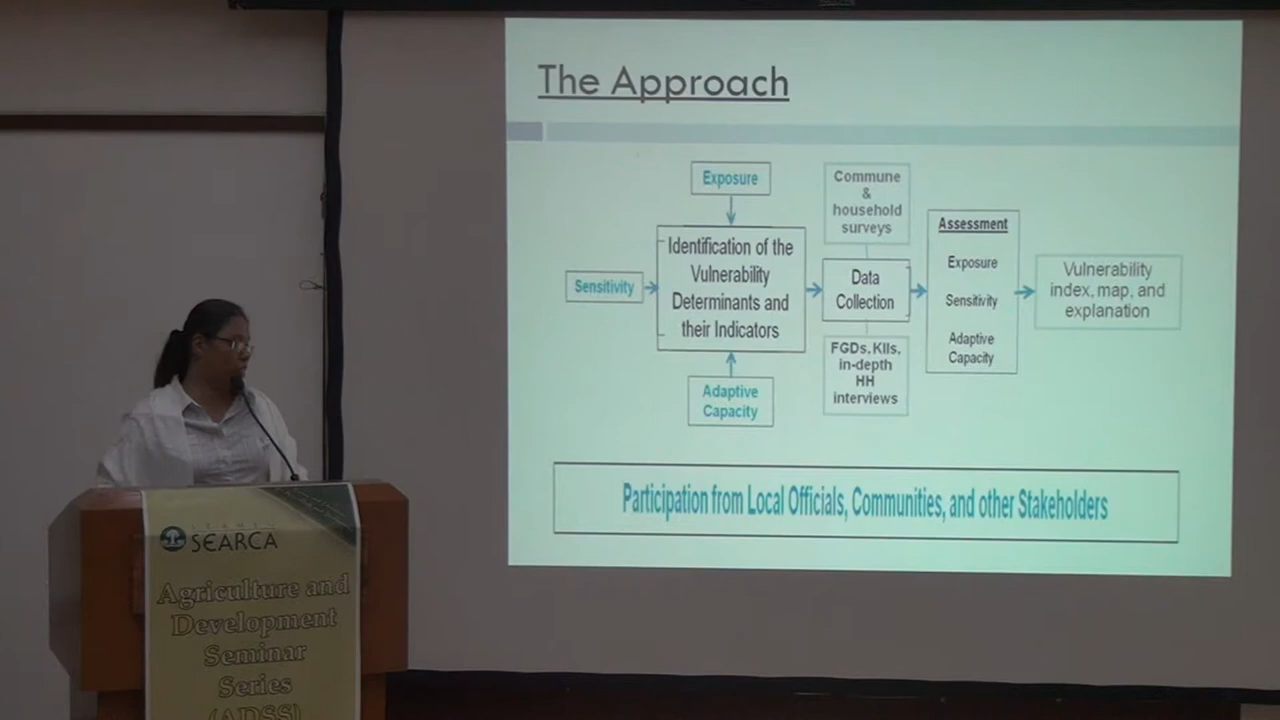 The Approach
Exposure
Sensitivity
Identification of the
Vulnerability
Determinants and
their Indicators
Adaptive
Capacity
Commune
&
household
surveys
Data
Collection
FGDs, KIIs,
in-depth
HH
interviews
Assessment
Exposure
Sensitivity
Adaptive
Capacity
Vulnerability
index, map, and
explanation
Participation from Local Officials, Communities, and other Stakeholders
SEARCA
Agriculture and
Development
Seminar
Series
(ADSS)